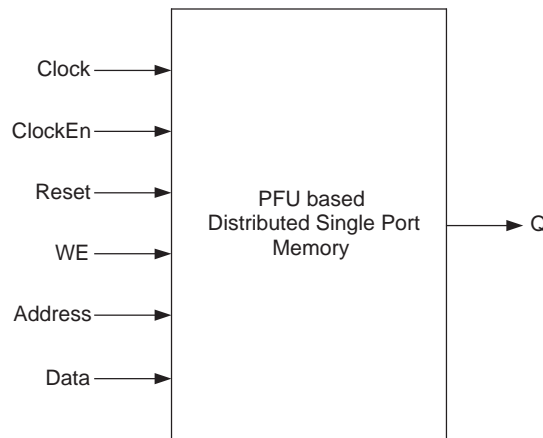 Clock
ClockEn
Reset
WE
Address
Data
PFU based
Distributed Single Port
Memory
Q